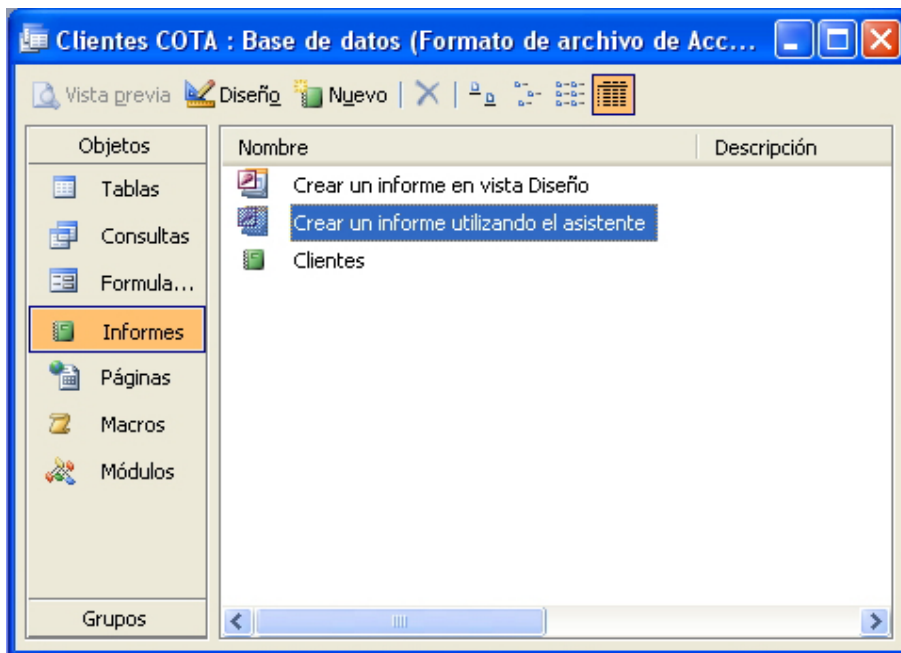 Clientes COTA : Base de datos (Formato de archivo de Acc...
Vista previa Diseño Nuevo
Objetos
Tablas
Consultas
Formula...
Informes
Páginas
Macros
Módulos
Grupos
Nombre Descripción
Crear un informe en vista Diseño
Crear un informe utilizando el asistente
Clientes